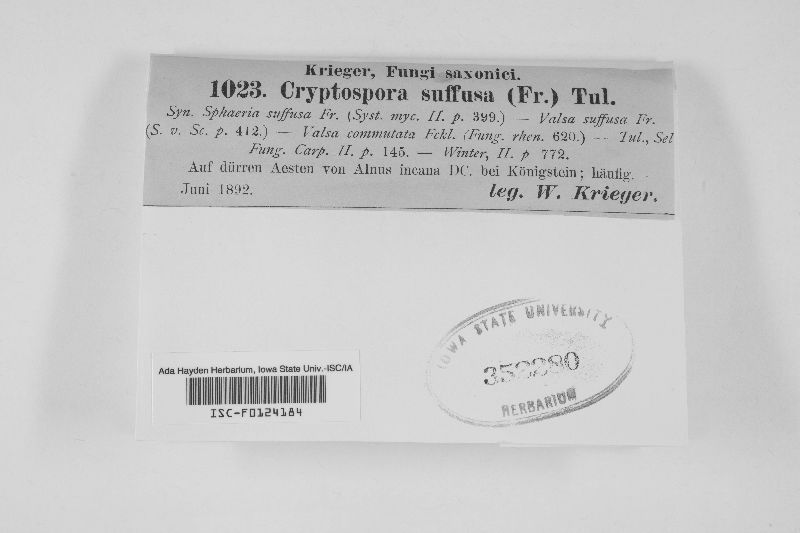 Krieger, Fungi saxonici.
1023. Cryptospora suffusa (Fr.) Tul.
Syn. Sphaeria suffusa Fr. (Syst. myc. II. p. 399.) — Valsa suffusa Fr.
(S. v. Sc. p. 412.) — Valsa commutata Fckl. (Fung. rhen. 620.) — Tul., Sel
Fung. Carp. II. p. 145. — Winter, II. p 772.
Auf dürren Aesten von Alnus incana DC. bei Königstein; häufig. -
Juni 1892.
leg. W. Krieger.
IOWA STATE UNIVERSITY
352280
HERBARIUM
Ada Hayden Herbarium, Iowa State Univ.-ISC/IA
ISC-F0124184